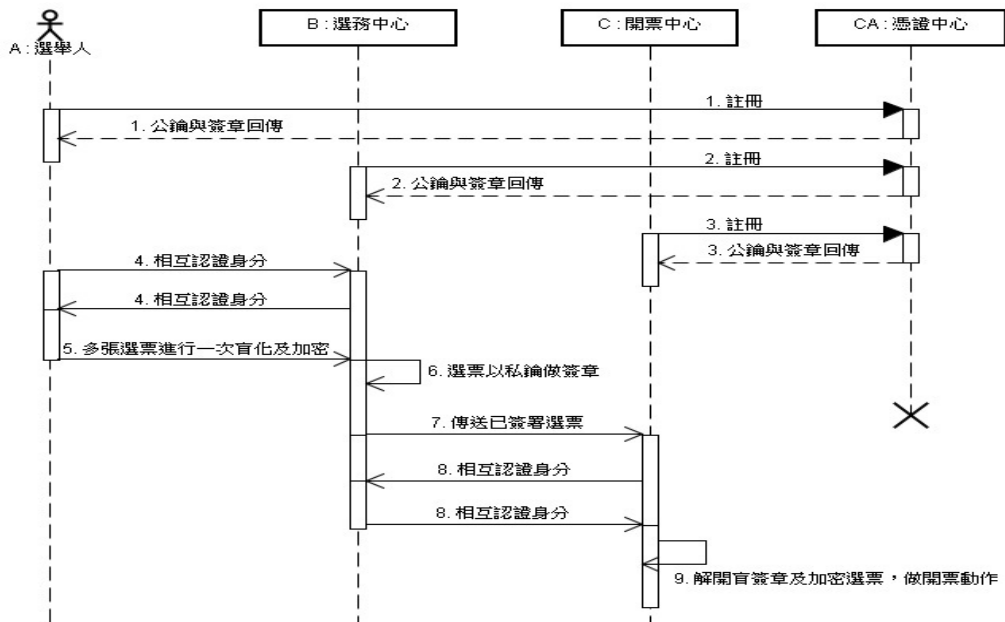 A : 選舉人
B : 選務中心
C : 開票中心
CA : 憑證中心
1. 註冊
1. 公鑰與簽章回傳
2. 註冊
2. 公鑰與簽章回傳
3. 註冊
3. 公鑰與簽章回傳
4. 相互認證身分
4. 相互認證身分
5. 多張選票進行一次盲化及加密
6. 選票以私鑰做簽章
7. 傳送已簽署選票
8. 相互認證身分
8. 相互認證身分
9. 解開盲簽章及加密選票，做開票動作